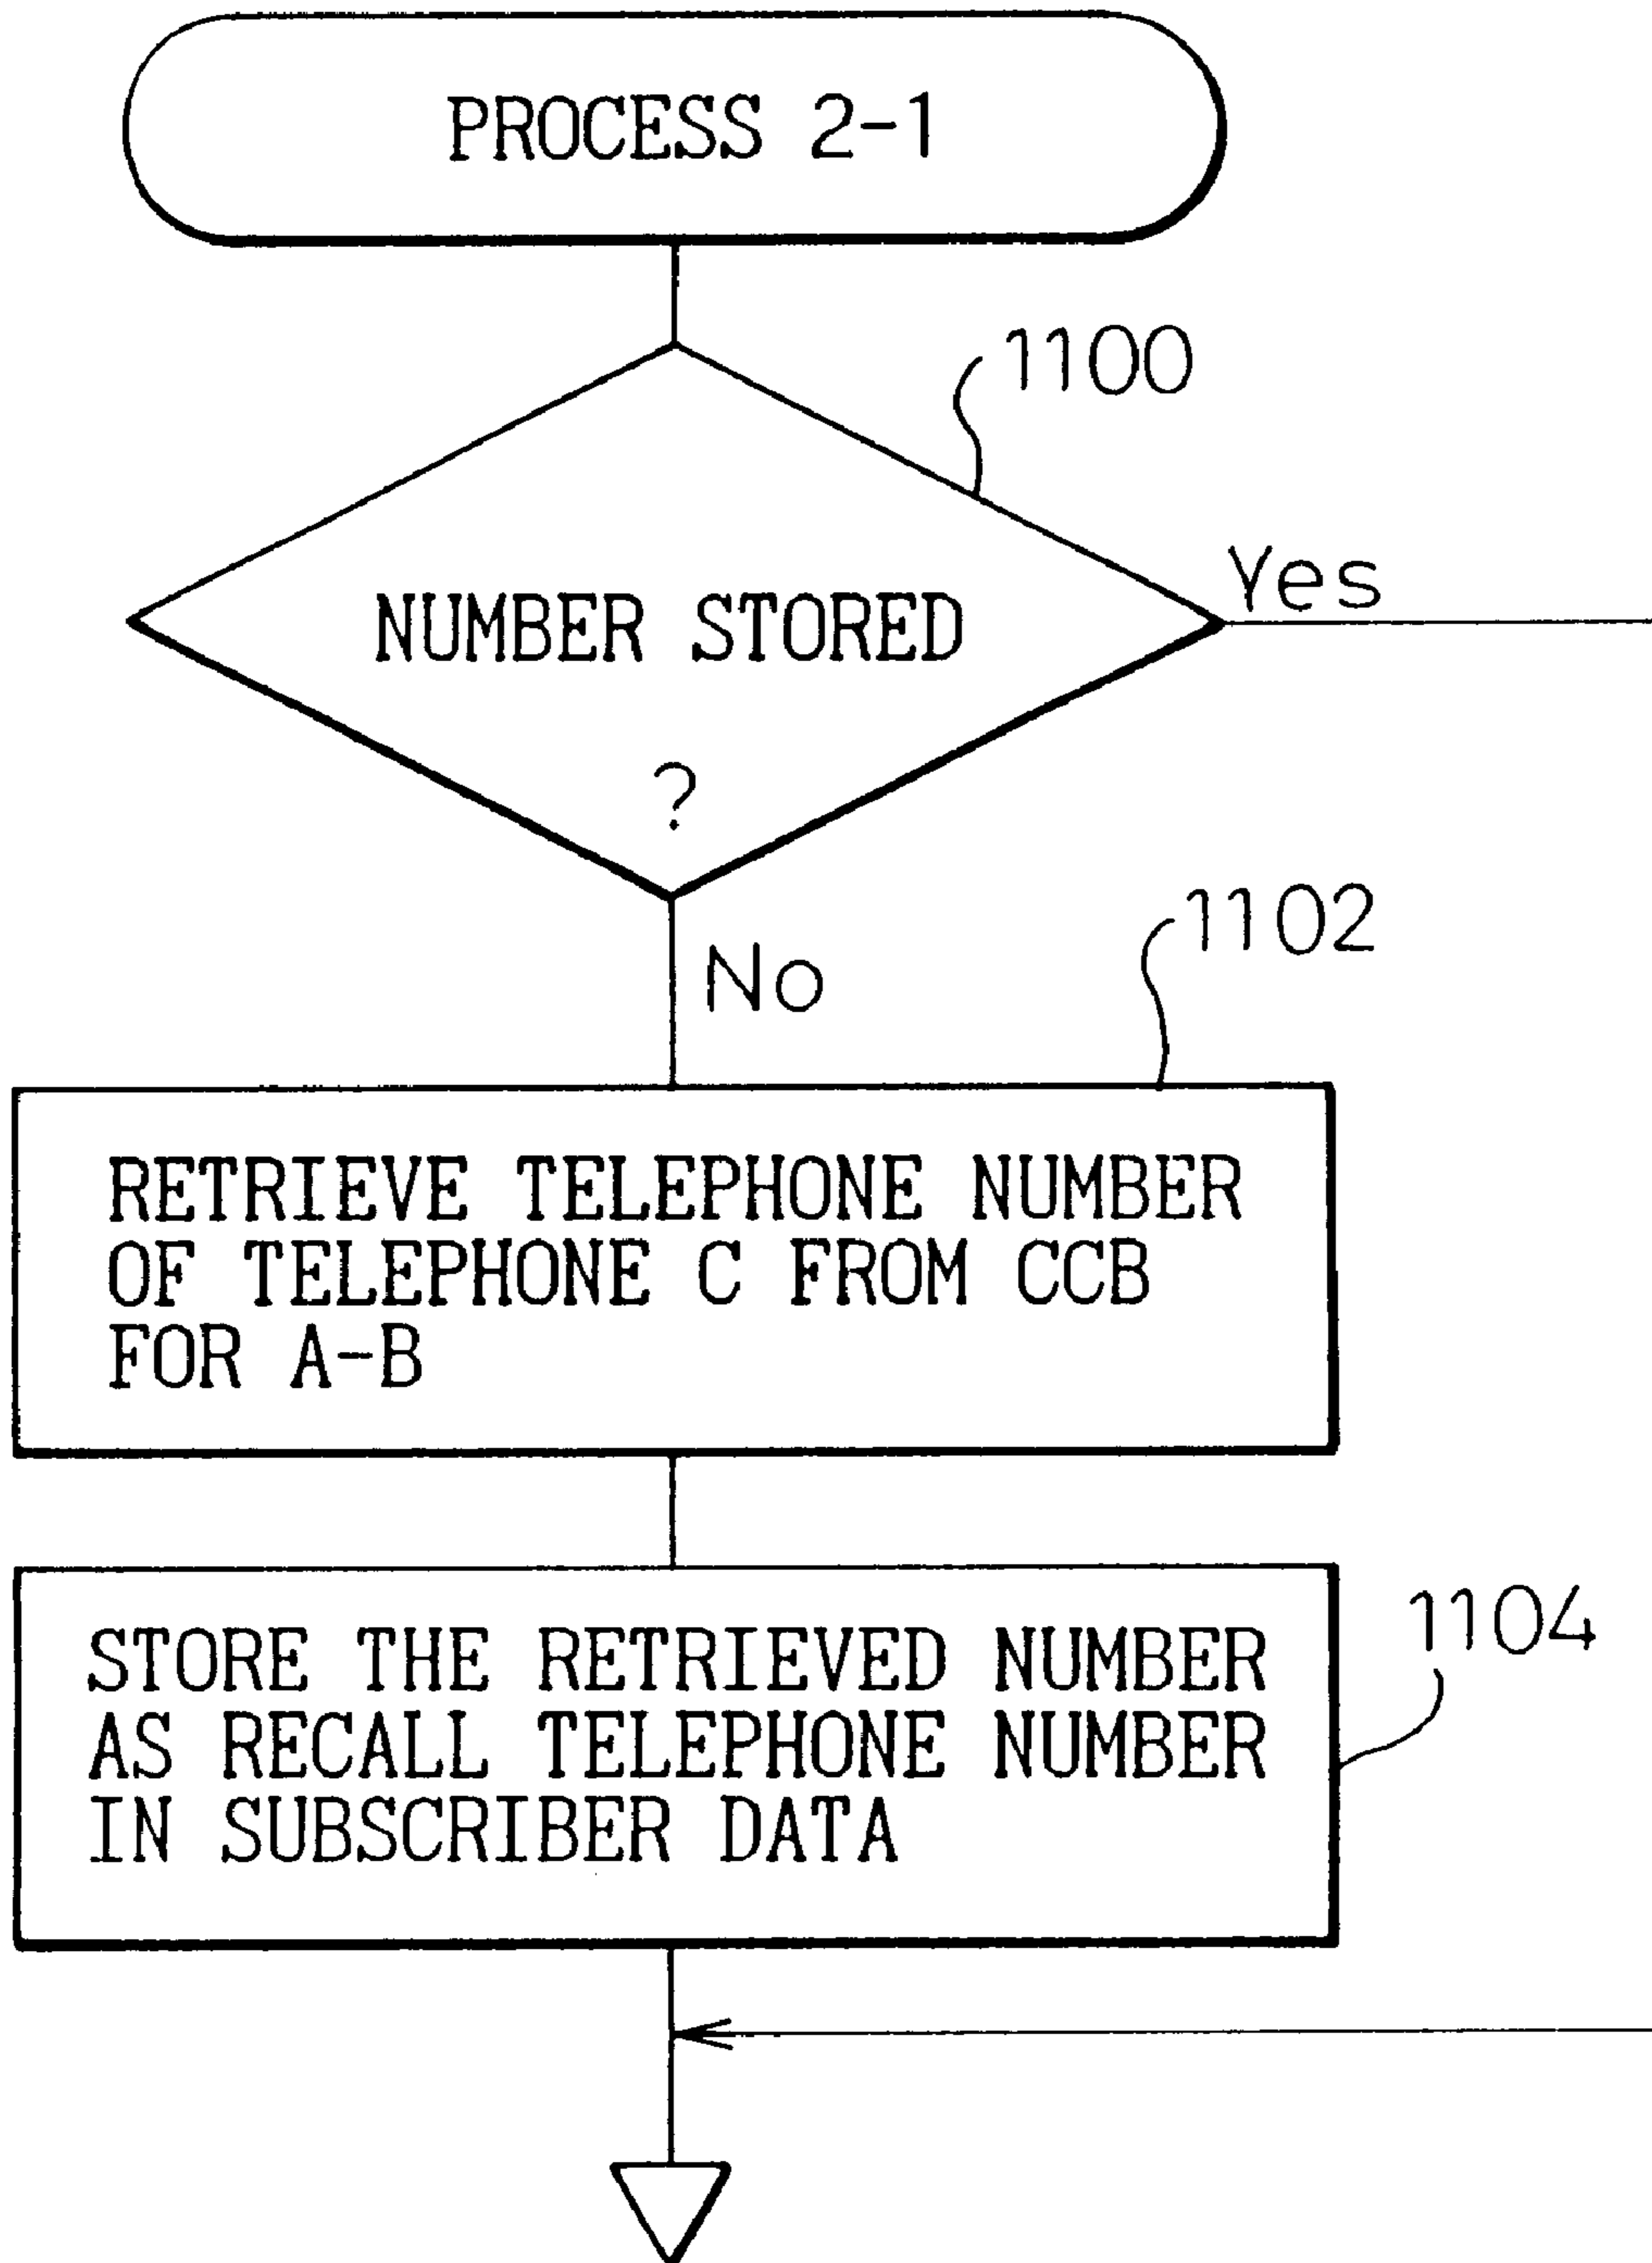 PROCESS 2-1
1100
NUMBER STORED
?
Yes
No
1102
RETRIEVE TELEPHONE NUMBER
OF TELEPHONE C FROM CCB
FOR A-B
1104
STORE THE RETRIEVED NUMBER
AS RECALL TELEPHONE NUMBER
IN SUBSCRIBER DATA